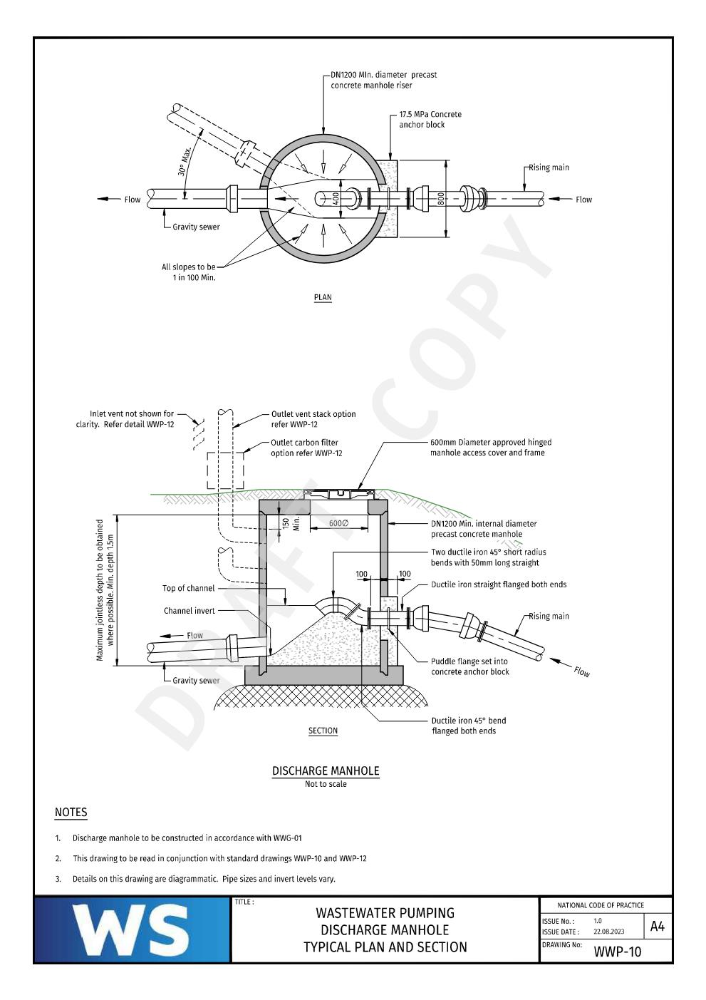 DN1200 MIn. diameter precast
concrete manhole riser
17.5 MPa Concrete
anchor block
30° Max.
Rising main
Flow
400
800
Flow
Gravity sewer
All slopes to be
1 in 100 Min.
PLAN
DRAFT COPY
Inlet vent not shown for
clarity. Refer detail WWP-12
Outlet vent stack option
refer WWP-12
Outlet carbon filter
option refer WWP-12
600mm Diameter approved hinged
manhole access cover and frame
150
Min.
600∅
DN1200 Min. internal diameter
precast concrete manhole
Maximum jointless depth to be obtained
where possible. Min. depth 1.5m
Two ductile iron 45° short radius
bends with 50mm long straight
100
100
Top of channel
Ductile iron straight flanged both ends
Channel invert
Rising main
Flow
Puddle flange set into
concrete anchor block
Flow
Gravity sewer
Ductile iron 45° bend
flanged both ends
SECTION
DISCHARGE MANHOLE
Not to scale
NOTES
1. Discharge manhole to be constructed in accordance with WWG-01
2. This drawing to be read in conjunction with standard drawings WWP-10 and WWP-12
3. Details on this drawing are diagrammatic. Pipe sizes and invert levels vary.
WS
TITLE :
WASTEWATER PUMPING
DISCHARGE MANHOLE
TYPICAL PLAN AND SECTION
NATIONAL CODE OF PRACTICE
ISSUE No. : 1.0
ISSUE DATE : 22.08.2023
A4
DRAWING No: WWP-10